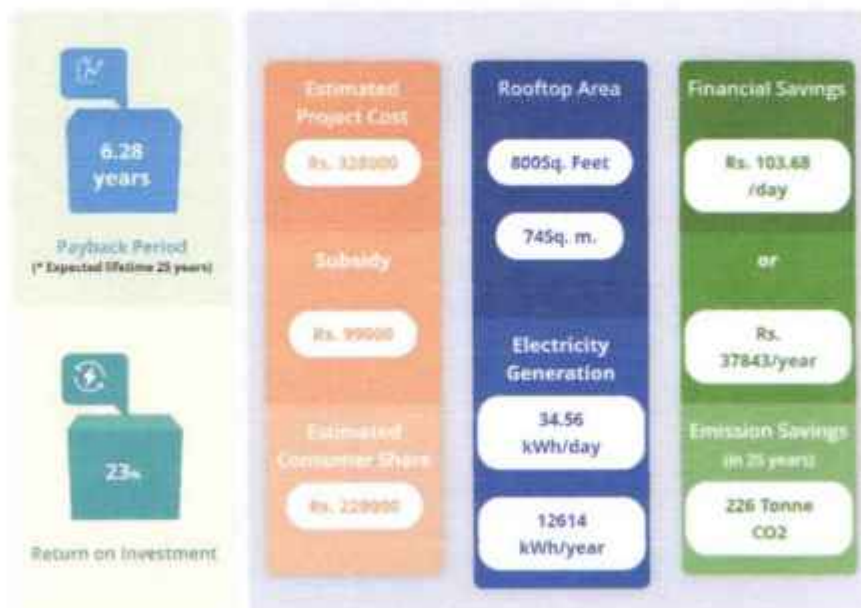 6.28
years
Payback Period
(* Expected lifetime 25 years)
23%
Return on Investment
Estimated
Project Cost
Rs. 328000
Subsidy
Rs. 99000
Estimated
Consumer Share
Rs. 229000
Rooftop Area
800Sq. Feet
74Sq. m.
Electricity
Generation
34.56
kWh/day
12614
kWh/year
Financial Savings
Rs. 103.68
/day
or
Rs.
37843/year
Emission Savings
(in 25 years)
226 Tonne
CO2